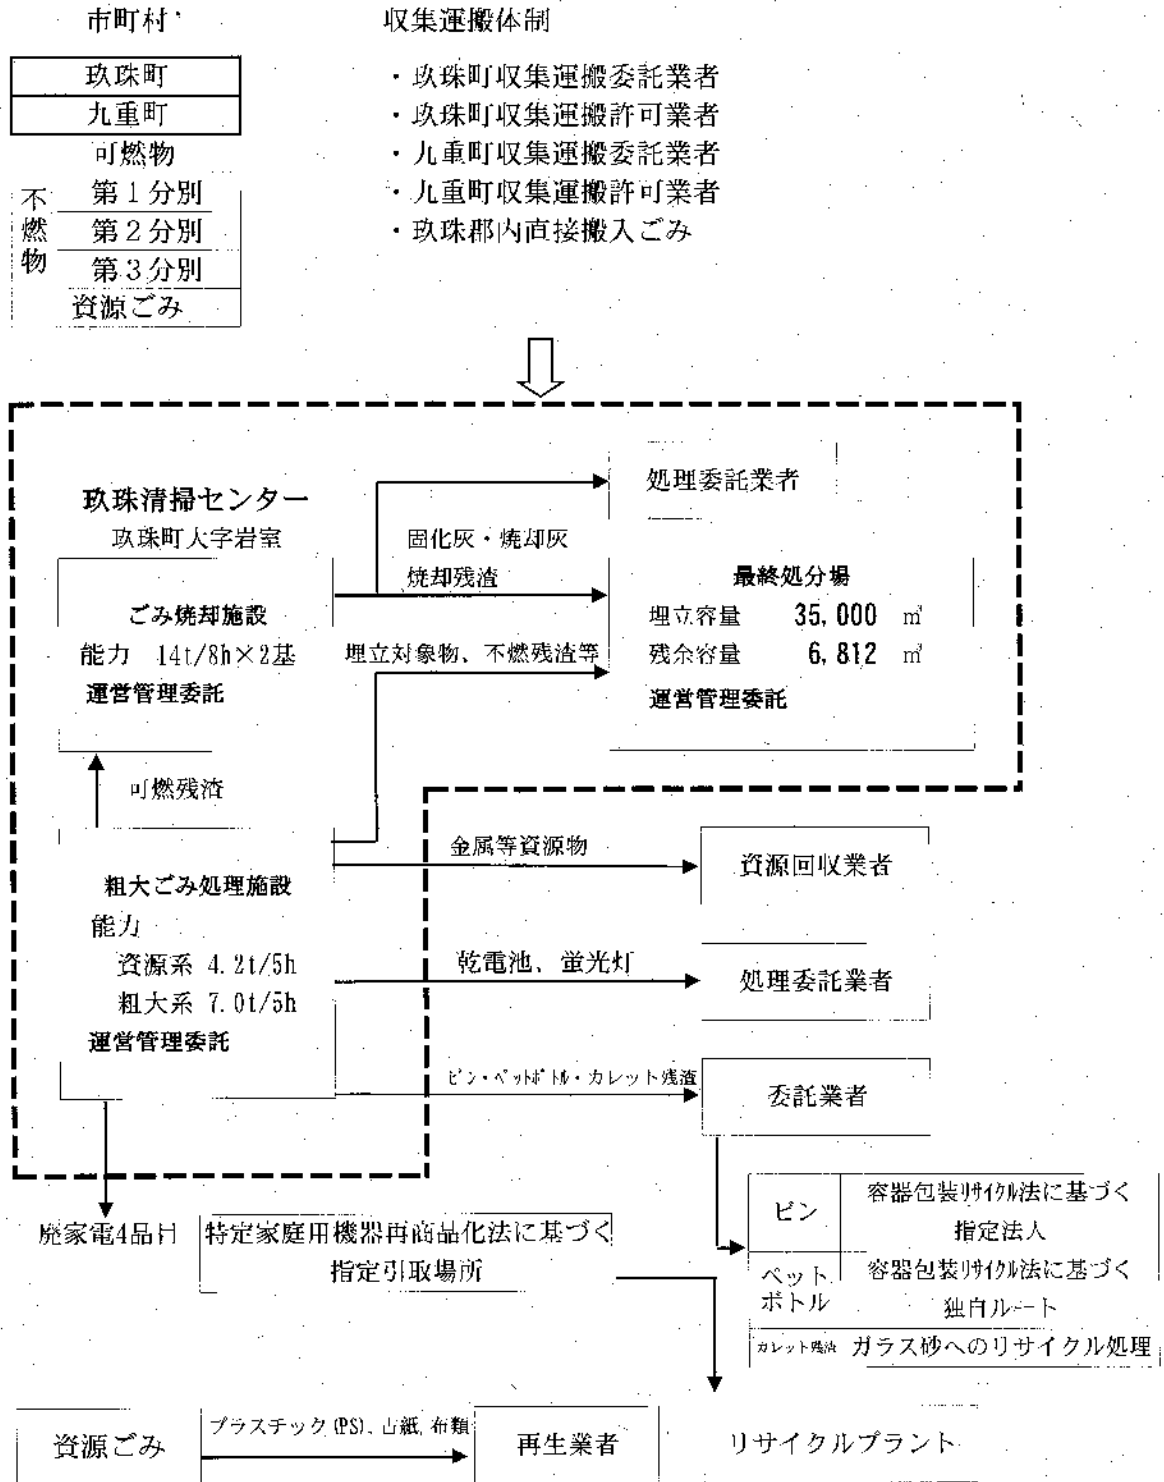 市町村
収集運搬体制
玖珠町
九重町
可燃物
不燃物
第1分別
第2分別
第3分別
資源ごみ
・玖珠町収集運搬委託業者
・玖珠町収集運搬許可業者
・九重町収集運搬委託業者
・九重町収集運搬許可業者
・玖珠郡内直接搬入ごみ
玖珠清掃センター
玖珠町大字岩室
ごみ焼却施設
能力 14t/8h×2基
運営管理委託
固化灰・焼却灰
焼却残渣
処理委託業者
最終処分場
埋立容量 35,000 ㎥
残余容量 6,812 ㎥
運営管理委託
埋立対象物、不燃残渣等
可燃残渣
粗大ごみ処理施設
能力
資源系 4.2t/5h
粗大系 7.0t/5h
運営管理委託
金属等資源物
資源回収業者
乾電池、蛍光灯
処理委託業者
ビン・ペットボトル・カレット残渣
委託業者
ビン
容器包装リサイクル法に基づく
指定法人
ペット
ボトル
容器包装リサイクル法に基づく
独自ルート
カレット残渣 ガラス砂へのリサイクル処理
廃家電4品目
特定家庭用機器再商品化法に基づく
指定引取場所
資源ごみ
プラスチック(PS)、古紙, 布類
再生業者
リサイクルプラント